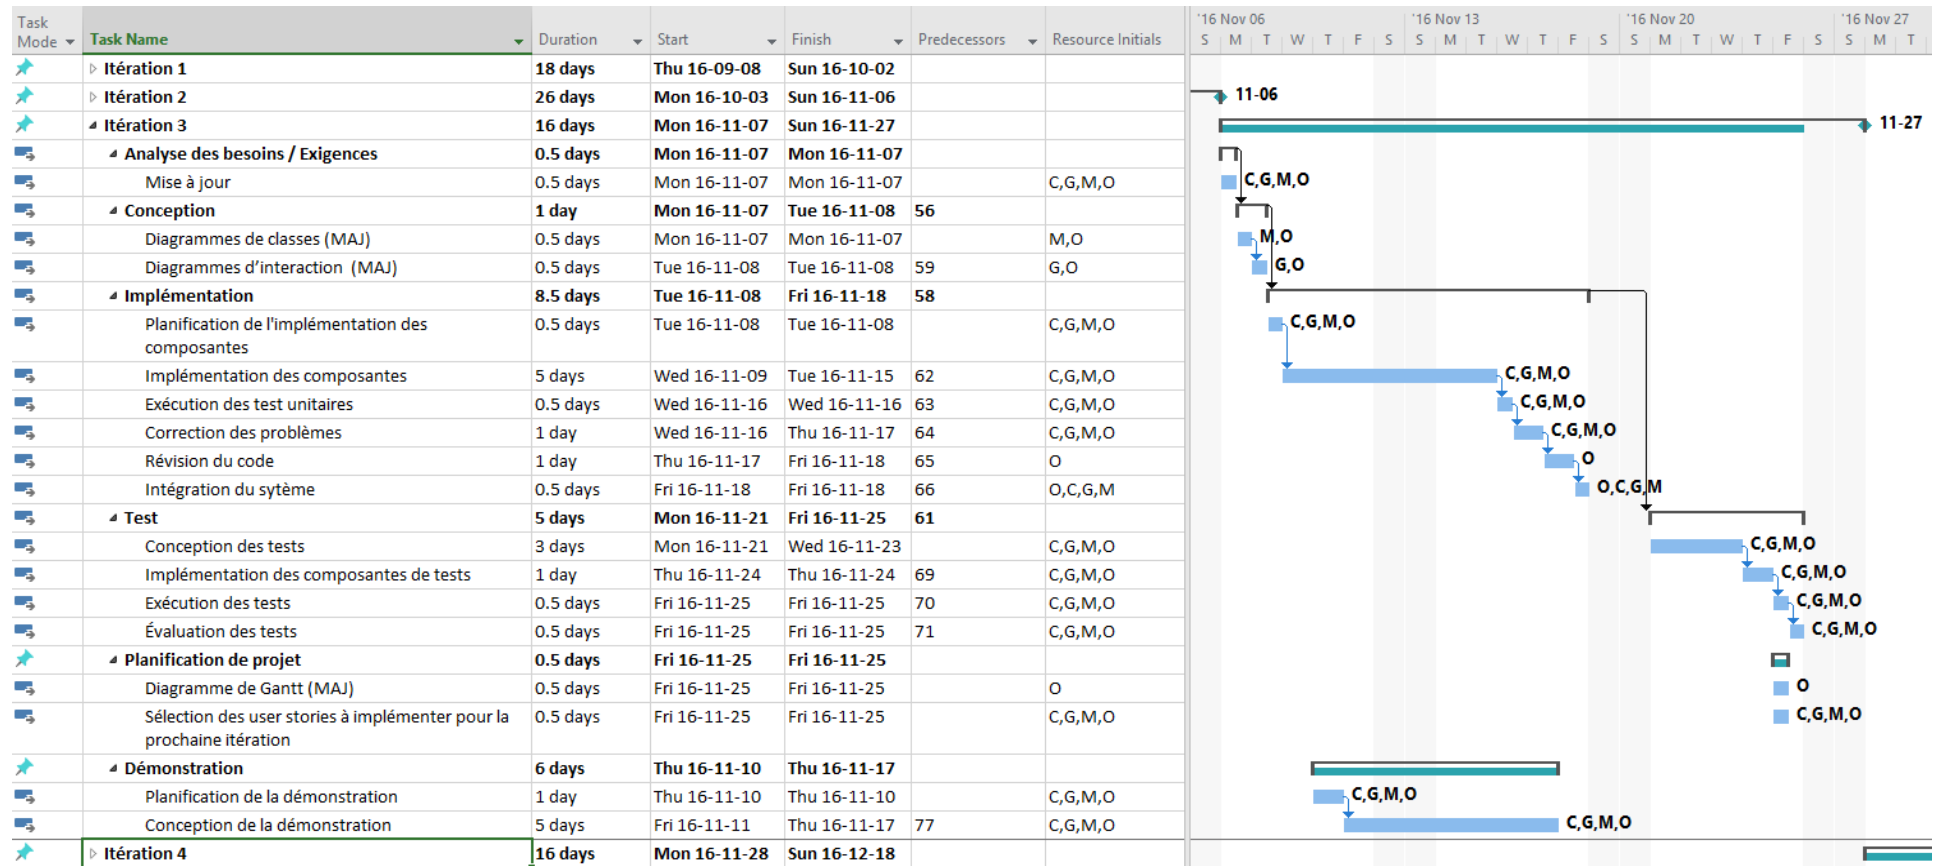 Task Mode Task Name Duration Start Finish Predecessors Resource Initials
'16 Nov 06 '16 Nov 13 '16 Nov 20 '16 Nov 27
S M T W T F S S M T W T F S S M T W T F S S M T
Itération 1 18 days Thu 16-09-08 Sun 16-10-02
Itération 2 26 days Mon 16-10-03 Sun 16-11-06 11-06
Itération 3 16 days Mon 16-11-07 Sun 16-11-27 11-27
Analyse des besoins / Exigences 0.5 days Mon 16-11-07 Mon 16-11-07
Mise à jour 0.5 days Mon 16-11-07 Mon 16-11-07 C,G,M,O C,G,M,O
Conception 1 day Mon 16-11-07 Tue 16-11-08 56
Diagrammes de classes (MAJ) 0.5 days Mon 16-11-07 Mon 16-11-07 M,O M,O
Diagrammes d'interaction (MAJ) 0.5 days Tue 16-11-08 Tue 16-11-08 59 G,O G,O
Implémentation 8.5 days Tue 16-11-08 Fri 16-11-18 58
Planification de l'implémentation des 0.5 days Tue 16-11-08 Tue 16-11-08 C,G,M,O C,G,M,O
composantes
Implémentation des composantes 5 days Wed 16-11-09 Tue 16-11-15 62 C,G,M,O C,G,M,O
Exécution des test unitaires 0.5 days Wed 16-11-16 Wed 16-11-16 63 C,G,M,O C,G,M,O
Correction des problèmes 1 day Wed 16-11-16 Thu 16-11-17 64 C,G,M,O C,G,M,O
Révision du code 1 day Thu 16-11-17 Fri 16-11-18 65 O O
Intégration du sytème 0.5 days Fri 16-11-18 Fri 16-11-18 66 O,C,G,M O,C,G,M
Test 5 days Mon 16-11-21 Fri 16-11-25 61
Conception des tests 3 days Mon 16-11-21 Wed 16-11-23 C,G,M,O C,G,M,O
Implémentation des composantes de tests 1 day Thu 16-11-24 Thu 16-11-24 69 C,G,M,O C,G,M,O
Exécution des tests 0.5 days Fri 16-11-25 Fri 16-11-25 70 C,G,M,O C,G,M,O
Évaluation des tests 0.5 days Fri 16-11-25 Fri 16-11-25 71 C,G,M,O C,G,M,O
Planification de projet 0.5 days Fri 16-11-25 Fri 16-11-25
Diagramme de Gantt (MAJ) 0.5 days Fri 16-11-25 Fri 16-11-25 O O
Sélection des user stories à implémenter pour la 0.5 days Fri 16-11-25 Fri 16-11-25 C,G,M,O C,G,M,O
prochaine itération
Démonstration 6 days Thu 16-11-10 Thu 16-11-17
Planification de la démonstration 1 day Thu 16-11-10 Thu 16-11-10 C,G,M,O C,G,M,O
Conception de la démonstration 5 days Fri 16-11-11 Thu 16-11-17 77 C,G,M,O C,G,M,O
Itération 4 16 days Mon 16-11-28 Sun 16-12-18